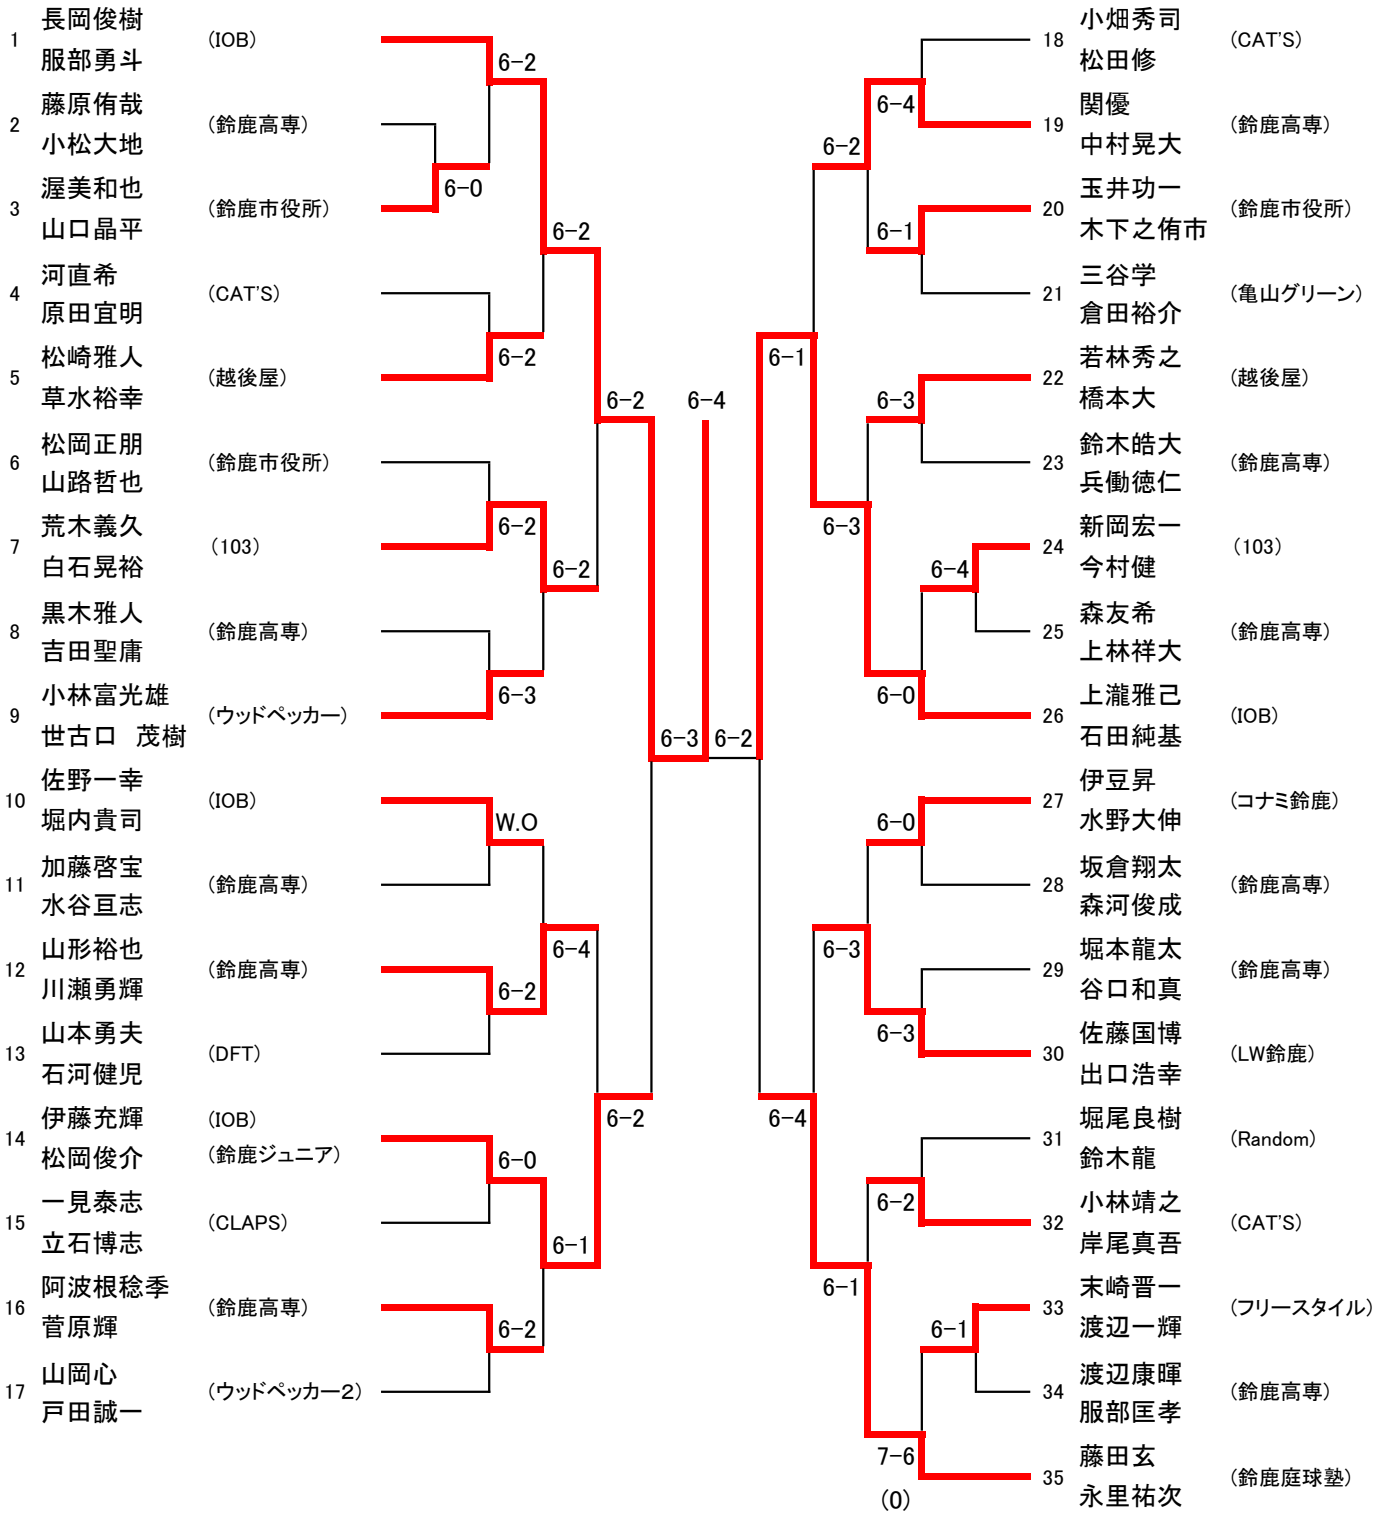 長岡俊樹
1 (IOB)
服部勇斗
6-2
藤原侑哉
2 (鈴鹿高専)
小松大地
6-0
渥美和也
3 (鈴鹿市役所)
山口晶平
6-2
河直希
4 (CAT'S)
原田宜明
6-2
松崎雅人
5 (越後屋)
草水裕幸
6-2
松岡正朋
6 (鈴鹿市役所)
山路哲也
6-2
荒木義久
7 (103)
白石晃裕
6-2
黒木雅人
8 (鈴鹿高専)
吉田聖庸
6-3
小林富光雄
9 (ウッドペッカー)
世古口 茂樹
6-3
佐野一幸
10 (IOB)
堀内貴司
W.O
加藤啓宝
11 (鈴鹿高専)
水谷亘志
6-4
山形裕也
12 (鈴鹿高専)
川瀬勇輝
6-2
山本勇夫
13 (DFT)
石河健児
6-2
伊藤充輝 (IOB)
14
松岡俊介 (鈴鹿ジュニア)
6-0
一見泰志
15 (CLAPS)
立石博志
6-1
阿波根稔季
16 (鈴鹿高専)
菅原輝
6-2
山岡心
17 (ウッドペッカー2)
戸田誠一
6-4
小畑秀司
18 (CAT'S)
松田修
6-4
関優
19 (鈴鹿高専)
中村晃大
6-2
玉井功一
20 (鈴鹿市役所)
木下之侑市
6-1
三谷学
21 (亀山グリーン)
倉田裕介
6-1
若林秀之
22 (越後屋)
橋本大
6-3
鈴木皓大
23 (鈴鹿高専)
兵働徳仁
6-3
新岡宏一
24 (103)
今村健
6-4
森友希
25 (鈴鹿高専)
上林祥大
6-0
上瀧雅己
26 (IOB)
石田純基
6-2
伊豆昇
27 (コナミ鈴鹿)
水野大伸
6-0
坂倉翔太
28 (鈴鹿高専)
森河俊成
6-3
堀本龍太
29 (鈴鹿高専)
谷口和真
6-3
佐藤国博
30 (LW鈴鹿)
出口浩幸
6-4
堀尾良樹
31 (Random)
鈴木龍
6-2
小林靖之
32 (CAT'S)
岸尾真吾
6-1
末崎晋一
33 (フリースタイル)
渡辺一輝
6-1
渡辺康暉
34 (鈴鹿高専)
服部匡孝
7-6
(0)
藤田玄
35 (鈴鹿庭球塾)
永里祐次